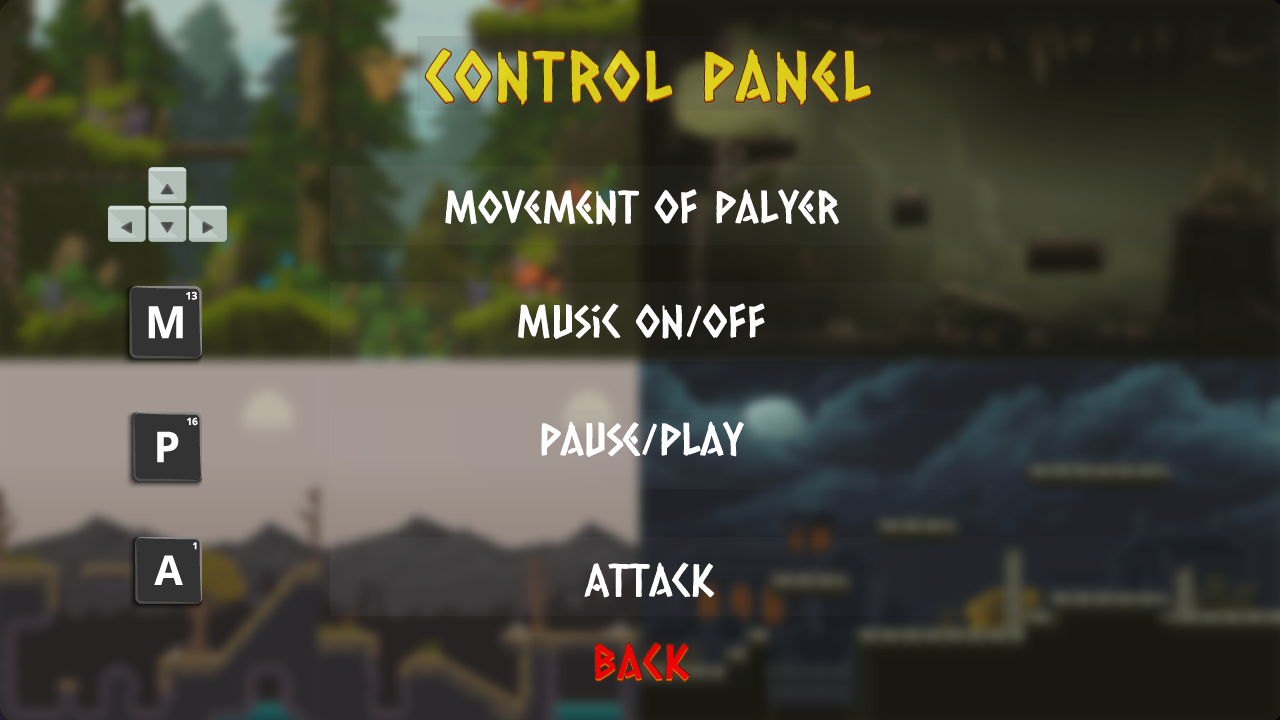 CONTROL PANEL
MOVEMENT OF PALYER
M 13
MUSiC ON/OFF
P 16
PAUSE/PLAY
A 1
ATTACK
BACK